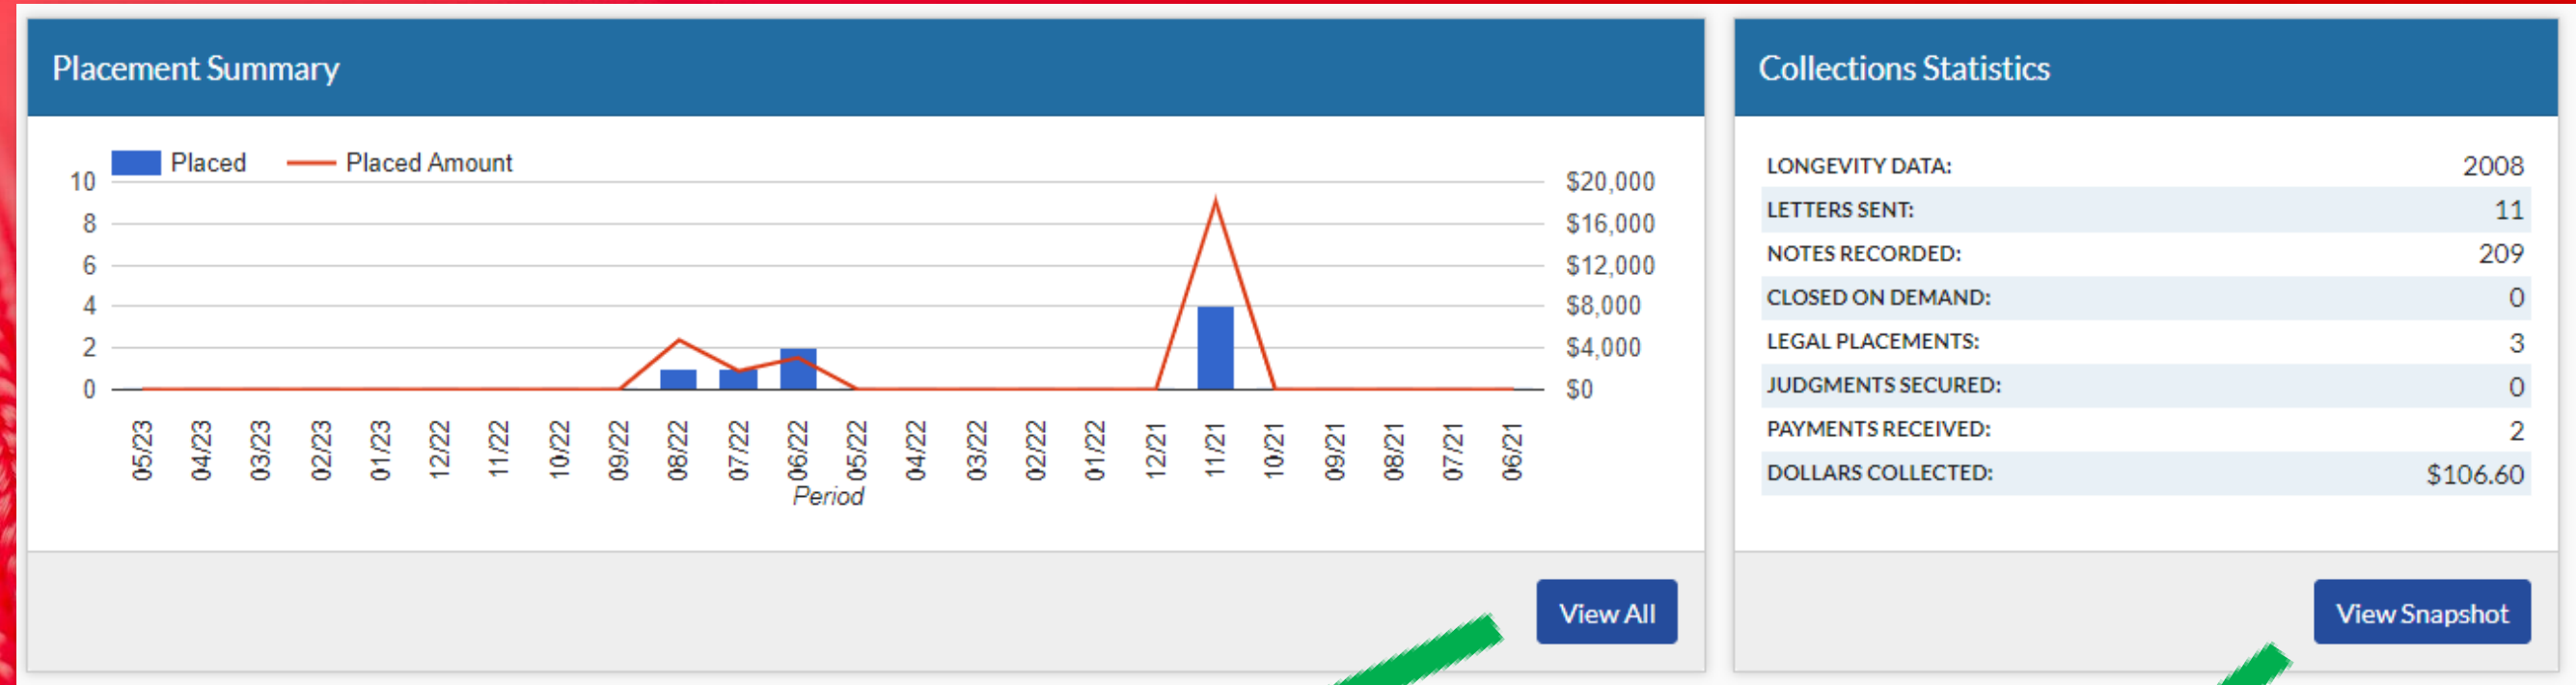 Placement Summary
Placed Placed Amount
10 $20,000
8 $16,000
6 $12,000
4 $8,000
2 $4,000
0 $0
05/23 04/23 03/23 02/23 01/23 12/22 11/22 10/22 09/22 08/22 07/22 06/22 05/22 04/22 03/22 02/22 01/22 12/21 11/21 10/21 09/21 08/21 07/21 06/21
Period
View All
Collections Statistics
LONGEVITY DATA: 2008
LETTERS SENT: 11
NOTES RECORDED: 209
CLOSED ON DEMAND: 0
LEGAL PLACEMENTS: 3
JUDGMENTS SECURED: 0
PAYMENTS RECEIVED: 2
DOLLARS COLLECTED: $106.60
View Snapshot